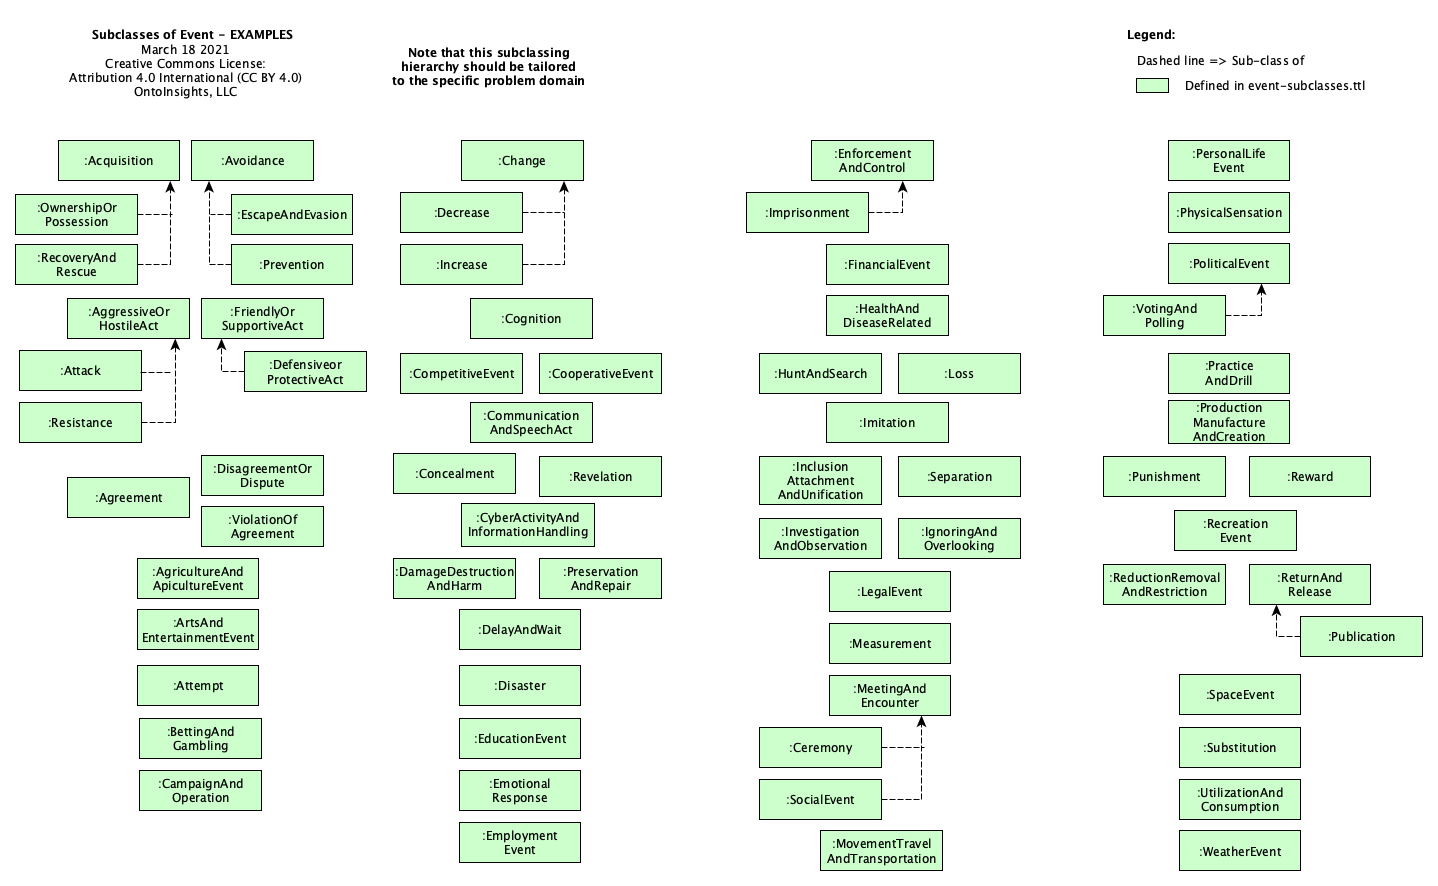 Subclasses of Event - EXAMPLES
March 18 2021
Creative Commons License:
Attribution 4.0 International (CC BY 4.0)
OntoInsights, LLC
Note that this subclassing
hierarchy should be tailored
to the specific problem domain
Legend:
Dashed line => Sub-class of
Defined in event-subclasses.ttl
:Acquisition
:Avoidance
:OwnershipOr
Possession
:EscapeAndEvasion
:RecoveryAnd
Rescue
:Prevention
:AggressiveOr
HostileAct
:FriendlyOr
SupportiveAct
:Attack
:Defensiveor
ProtectiveAct
:Resistance
:Agreement
:DisagreementOr
Dispute
:ViolationOf
Agreement
:AgricultureAnd
ApicultureEvent
:ArtsAnd
EntertainmentEvent
:Attempt
:BettingAnd
Gambling
:CampaignAnd
Operation
:Change
:Decrease
:Increase
:Cognition
:CompetitiveEvent
:CooperativeEvent
:Communication
AndSpeechAct
:Concealment
:Revelation
:CyberActivityAnd
InformationHandling
:DamageDestruction
AndHarm
:Preservation
AndRepair
:DelayAndWait
:Disaster
:EducationEvent
:Emotional
Response
:Employment
Event
:Enforcement
AndControl
:Imprisonment
:FinancialEvent
:HealthAnd
DiseaseRelated
:HuntAndSearch
:Loss
:Imitation
:Inclusion
Attachment
AndUnification
:Separation
:Investigation
AndObservation
:IgnoringAnd
Overlooking
:LegalEvent
:Measurement
:MeetingAnd
Encounter
:Ceremony
:SocialEvent
:MovementTravel
AndTransportation
:PersonalLife
Event
:PhysicalSensation
:PoliticalEvent
:VotingAnd
Polling
:Practice
AndDrill
:Production
Manufacture
AndCreation
:Punishment
:Reward
:Recreation
Event
:ReductionRemoval
AndRestriction
:ReturnAnd
Release
:Publication
:SpaceEvent
:Substitution
:UtilizationAnd
Consumption
:WeatherEvent